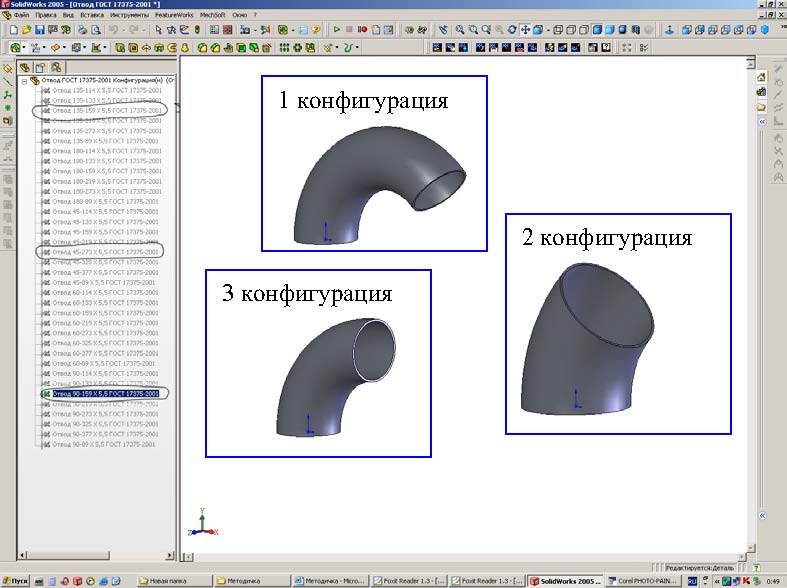 SolidWorks 2005 - [Отвод ГОСТ 17375-2001 *]
Файл Правка Вид Вставка Инструменты FeatureWorks MechSoft Окно ?
Отвод ГОСТ 17375-2001 Конфигурация(и) (От
Отвод 135-114 X 5,5 ГОСТ 17375-2001
Отвод 135-133 X 5,5 ГОСТ 17375-2001
Отвод 135-159 X 5,5 ГОСТ 17375-2001
Отвод 135-219 X 5,5 ГОСТ 17375-2001
Отвод 135-273 X 5,5 ГОСТ 17375-2001
Отвод 135-89 X 5,5 ГОСТ 17375-2001
Отвод 180-114 X 5,5 ГОСТ 17375-2001
Отвод 180-133 X 5,5 ГОСТ 17375-2001
Отвод 180-159 X 5,5 ГОСТ 17375-2001
Отвод 180-219 X 5,5 ГОСТ 17375-2001
Отвод 180-273 X 5,5 ГОСТ 17375-2001
Отвод 180-89 X 5,5 ГОСТ 17375-2001
Отвод 45-114 X 5,5 ГОСТ 17375-2001
Отвод 45-133 X 5,5 ГОСТ 17375-2001
Отвод 45-159 X 5,5 ГОСТ 17375-2001
Отвод 45-219 X 5,5 ГОСТ 17375-2001
Отвод 45-273 X 5,5 ГОСТ 17375-2001
Отвод 45-325 X 5,5 ГОСТ 17375-2001
Отвод 45-377 X 5,5 ГОСТ 17375-2001
Отвод 45-89 X 5,5 ГОСТ 17375-2001
Отвод 60-114 X 5,5 ГОСТ 17375-2001
Отвод 60-133 X 5,5 ГОСТ 17375-2001
Отвод 60-159 X 5,5 ГОСТ 17375-2001
Отвод 60-219 X 5,5 ГОСТ 17375-2001
Отвод 60-273 X 5,5 ГОСТ 17375-2001
Отвод 60-325 X 5,5 ГОСТ 17375-2001
Отвод 60-377 X 5,5 ГОСТ 17375-2001
Отвод 60-89 X 5,5 ГОСТ 17375-2001
Отвод 90-114 X 5,5 ГОСТ 17375-2001
Отвод 90-133 X 5,5 ГОСТ 17375-2001
Отвод 90-159 X 5,5 ГОСТ 17375-2001
Отвод 90-219 X 5,5 ГОСТ 17375-2001
Отвод 90-273 X 5,5 ГОСТ 17375-2001
Отвод 90-325 X 5,5 ГОСТ 17375-2001
Отвод 90-377 X 5,5 ГОСТ 17375-2001
Отвод 90-89 X 5,5 ГОСТ 17375-2001
1 конфигурация
2 конфигурация
3 конфигурация
Y
Z X
Редактируется: Деталь
Пуск
Новая папка
Методичка
Методичка - Micros...
Foxit Reader 1.3 - [...
Foxit Reader 1.3 - [...
SolidWorks 2005 ...
Corel PHOTO-PAIN...
RU
0:49